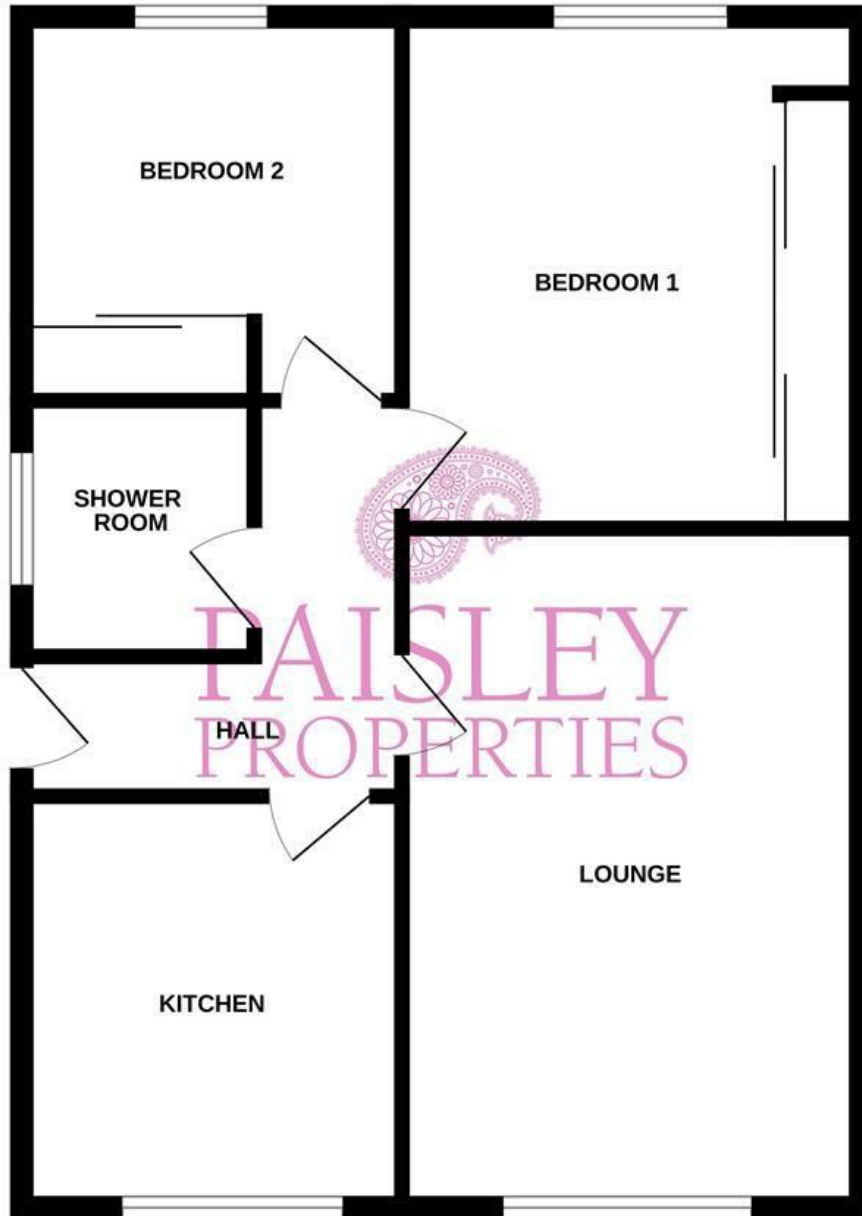 BEDROOM 2
BEDROOM 1
SHOWER
ROOM
PAISLEY
PROPERTIES
HALL
LOUNGE
KITCHEN